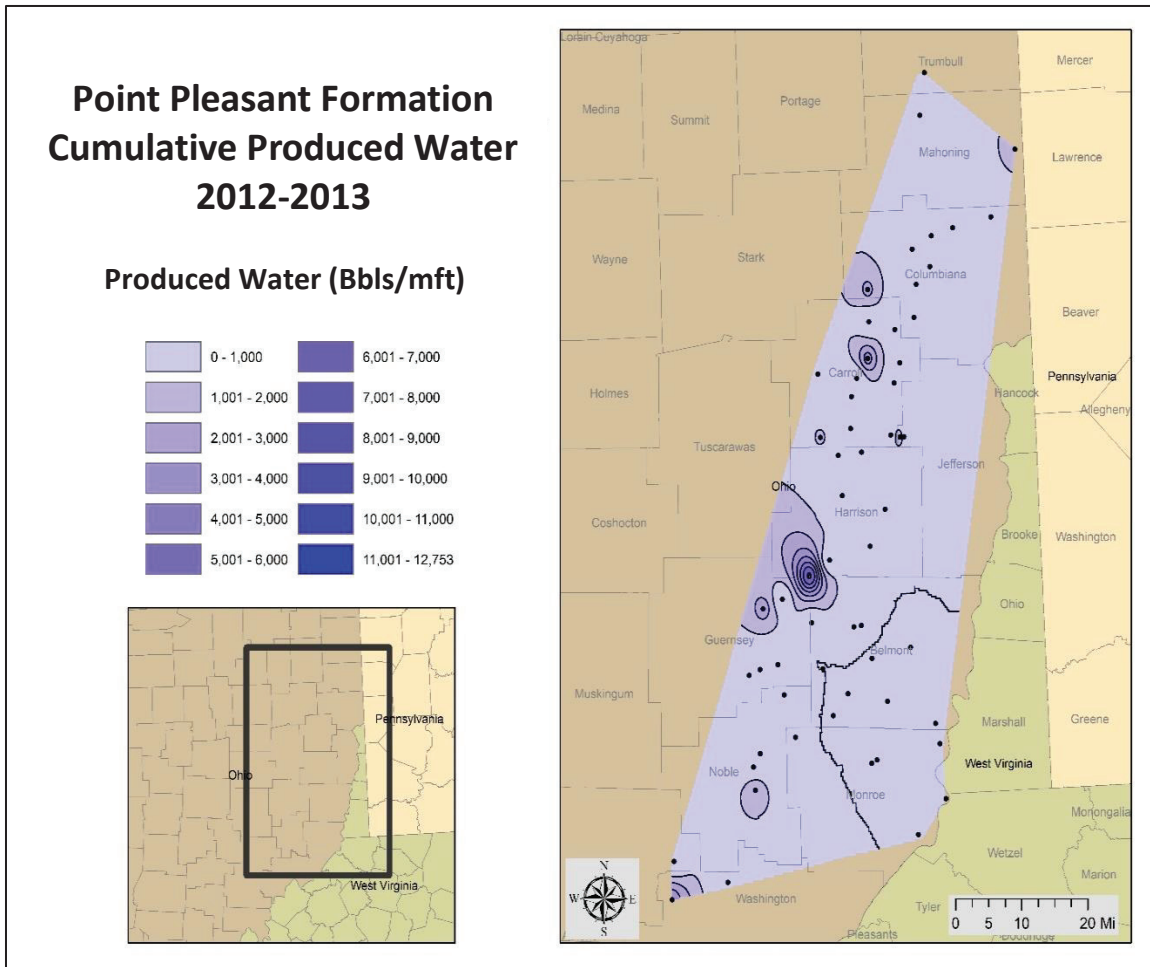 Point Pleasant Formation
Cumulative Produced Water
2012-2013
Produced Water (Bbls/mft)
0 - 1,000
1,001 - 2,000
2,001 - 3,000
3,001 - 4,000
4,001 - 5,000
5,001 - 6,000
6,001 - 7,000
7,001 - 8,000
8,001 - 9,000
9,001 - 10,000
10,001 - 11,000
11,001 - 12,753
Pennsylvania
Ohio
West Virginia
Lorain Cuyahoga
Trumbull
Mercer
Medina
Portage
Summit
Mahoning
Lawrence
Wayne
Stark
Columbiana
Beaver
Holmes
Carroll
Hancock
Pennsylvania
Allegheny
Tuscarawas
Jefferson
Ohio
Coshocton
Harrison
Brooke
Washington
Ohio
Guernsey
Belmont
Muskingum
Marshall
Greene
West Virginia
Noble
Monroe
Monongalia
Wetzel
Marion
N
W E
S
Washington
Tyler
Pleasants
0 5 10 20 Mi